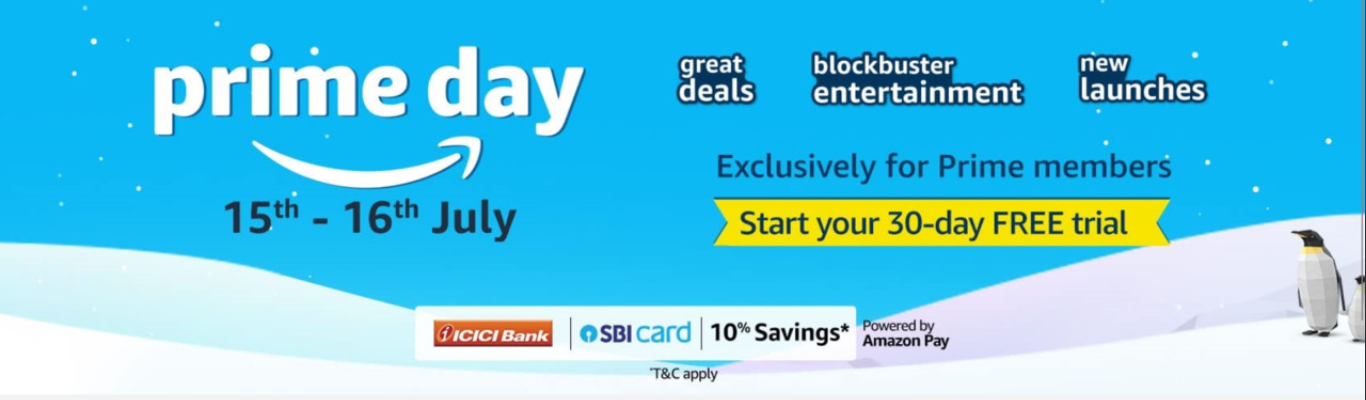 prime day
15th - 16th July
great
deals
blockbuster
entertainment
new
launches
Exclusively for Prime members
Start your 30-day FREE trial
ICICI Bank
SBI card
10% Savings*
Powered by
Amazon Pay
*T&C apply